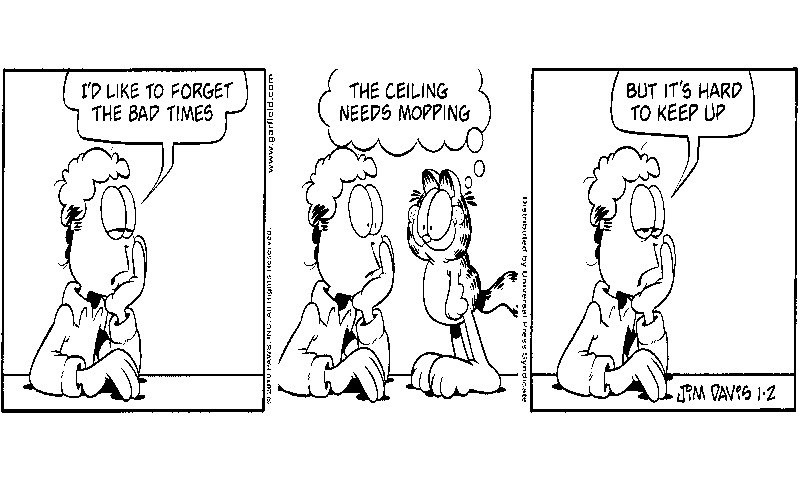 I'D LIKE TO FORGET
THE BAD TIMES
www.garfield.com
THE CEILING
NEEDS MOPPING
Distributed by Universal Press Syndicate
BUT IT'S HARD
TO KEEP UP
JIM DAVIS 1·2